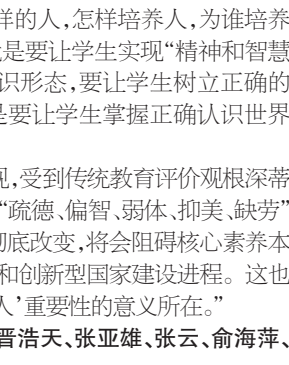 样的人,怎样培养人,为谁培养
是要让学生实现“精神和智慧
识形态,要让学生树立正确的
是要让学生掌握正确认识世界
况,受到传统教育评价观根深蒂
“疏德、偏智、弱体、抑美、缺劳”
彻底改变,将会阻碍核心素养本
和创新型国家建设进程。这也
人’重要性的意义所在。”
晋浩天、张亚雄、张云、俞海萍、